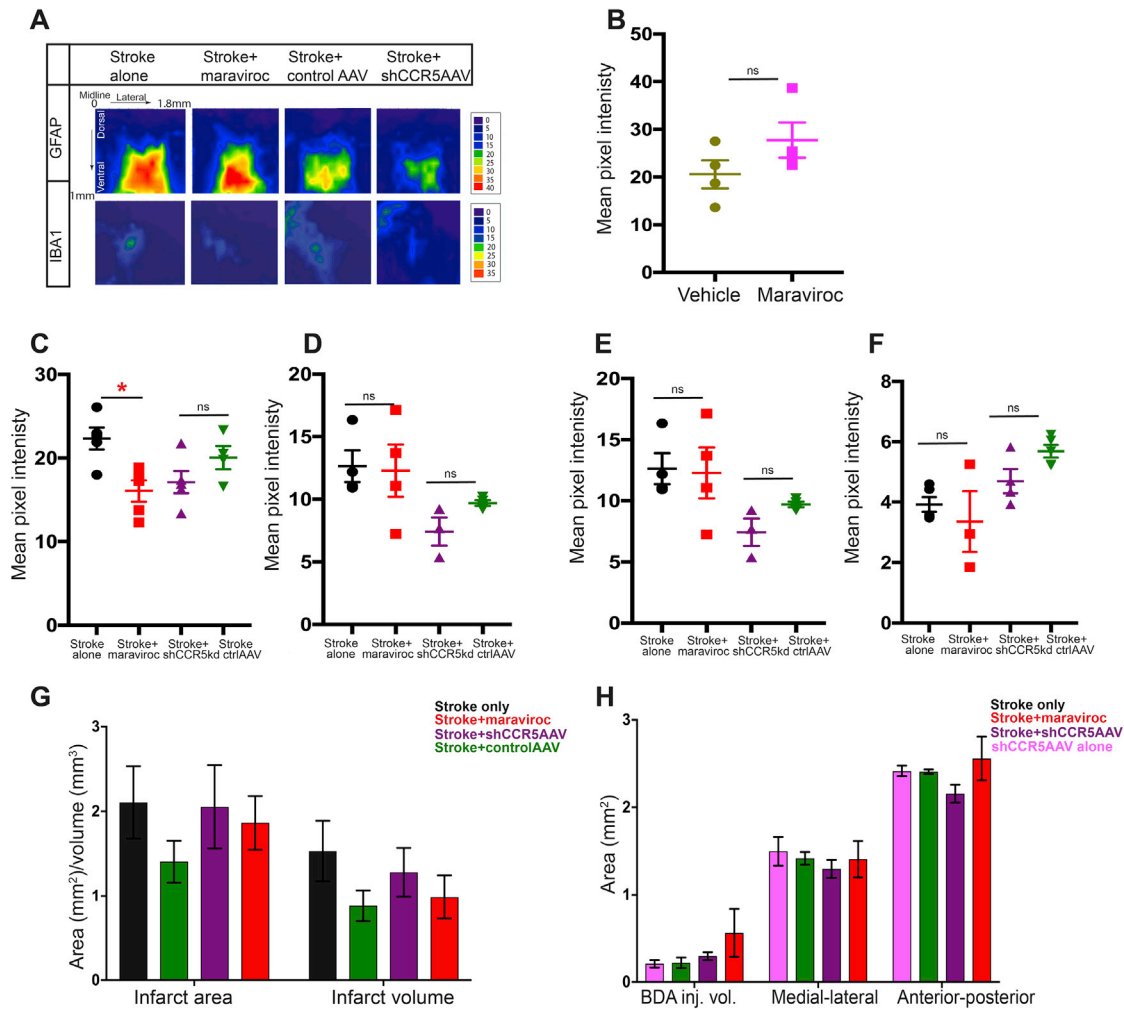 A
Stroke alone
Stroke+ maraviroc
Stroke+ control AAV
Stroke+ shCCR5AAV
Midline
Lateral
0
1.8mm
Dorsal
Ventral
1mm
GFAP
IBA1
0
5
10
15
20
25
30
35
40
0
5
10
15
20
25
30
35
B
Mean pixel intenisty
50
40
30
20
10
0
ns
Vehicle
Maraviroc
C
Mean pixel intenisty
30
20
10
0
*
ns
Stroke alone
Stroke+ maraviroc
Stroke+ shCCR5kd
Stroke ctrlAAV
D
20
15
10
5
0
ns
ns
Stroke alone
Stroke+ maraviroc
Stroke+ shCCR5kd
Stroke+ ctrlAAV
E
Mean pixel intenisty
20
15
10
5
0
ns
ns
Stroke alone
Stroke+ maraviroc
Stroke+ shCCR5kd
Stroke+ ctrlAAV
F
Mean pixel intenisty
8
6
4
2
0
ns
ns
Stroke alone
Stroke+ maraviroc
Stroke+ shCCR5kd
Stroke+ ctrlAAV
G
Stroke only
Stroke+maraviroc
Stroke+shCCR5AAV
Stroke+controlAAV
Area (mm²)/volume (mm³)
3
2
1
0
Infarct area
Infarct volume
H
Stroke only
Stroke+maraviroc
Stroke+shCCR5AAV
shCCR5AAV alone
Area (mm²)
3
2
1
0
BDA inj. vol.
Medial-lateral
Anterior-posterior